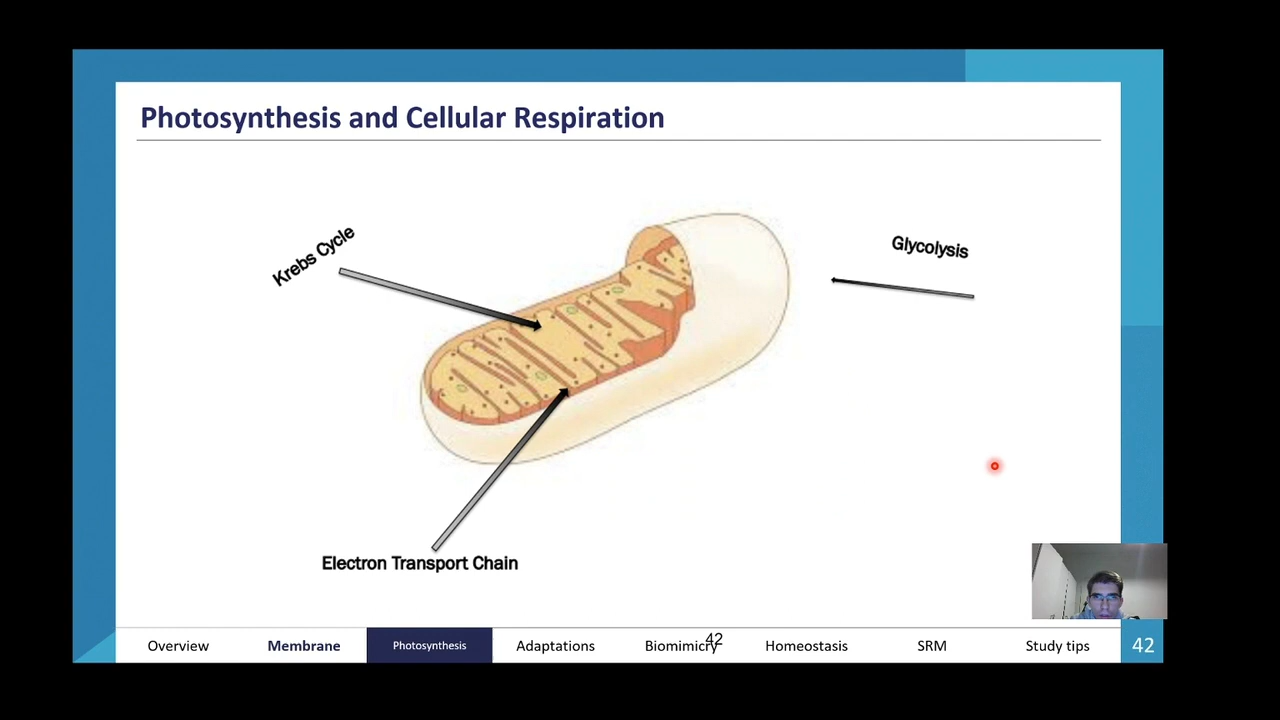 Photosynthesis and Cellular Respiration
Krebs Cycle
Glycolysis
Electron Transport Chain
Overview
Membrane
Photosynthesis
Adaptations
Biomimicry
42
Homeostasis
SRM
Study tips
42